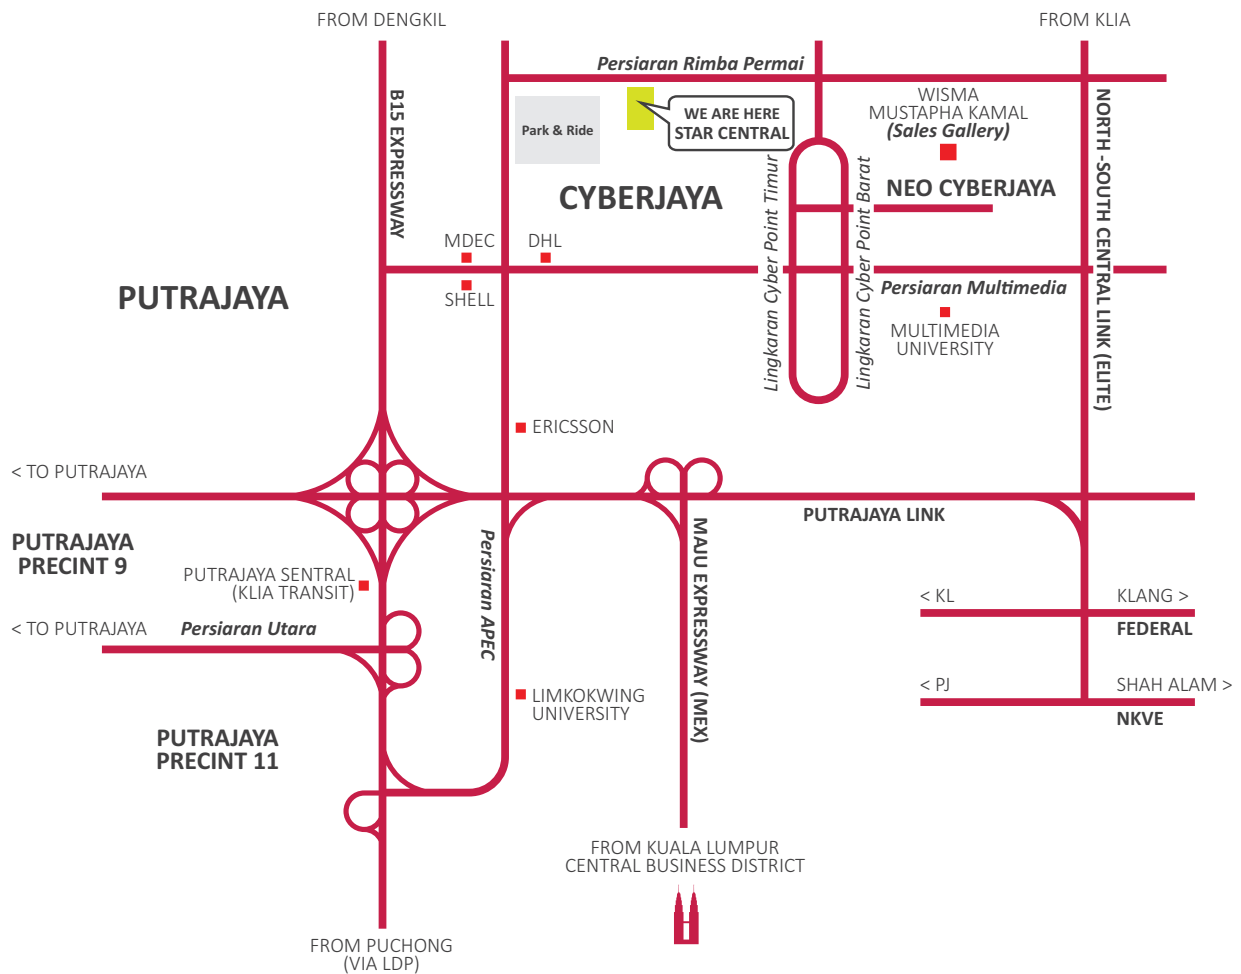 FROM DENGKIL
FROM KLIA
Persiaran Rimba Permai
B15 EXPRESSWAY
Park & Ride
WE ARE HERE
STAR CENTRAL
WISMA
MUSTAPHA KAMAL
(Sales Gallery)
NORTH -SOUTH CENTRAL LINK (ELITE)
CYBERJAYA
NEO CYBERJAYA
Lingkaran Cyber Point Timur
Lingkaran Cyber Point Barat
MDEC
DHL
SHELL
PUTRAJAYA
Persiaran Multimedia
MULTIMEDIA
UNIVERSITY
ERICSSON
< TO PUTRAJAYA
PUTRAJAYA LINK
PUTRAJAYA
PRECINT 9
Persiaran APEC
MAJU EXPRESSWAY (MEX)
PUTRAJAYA SENTRAL
(KLIA TRANSIT)
< KL
KLANG >
FEDERAL
< TO PUTRAJAYA
Persiaran Utara
< PJ
SHAH ALAM >
NKVE
LIMKOKWING
UNIVERSITY
PUTRAJAYA
PRECINT 11
FROM KUALA LUMPUR
CENTRAL BUSINESS DISTRICT
FROM PUCHONG
(VIA LDP)